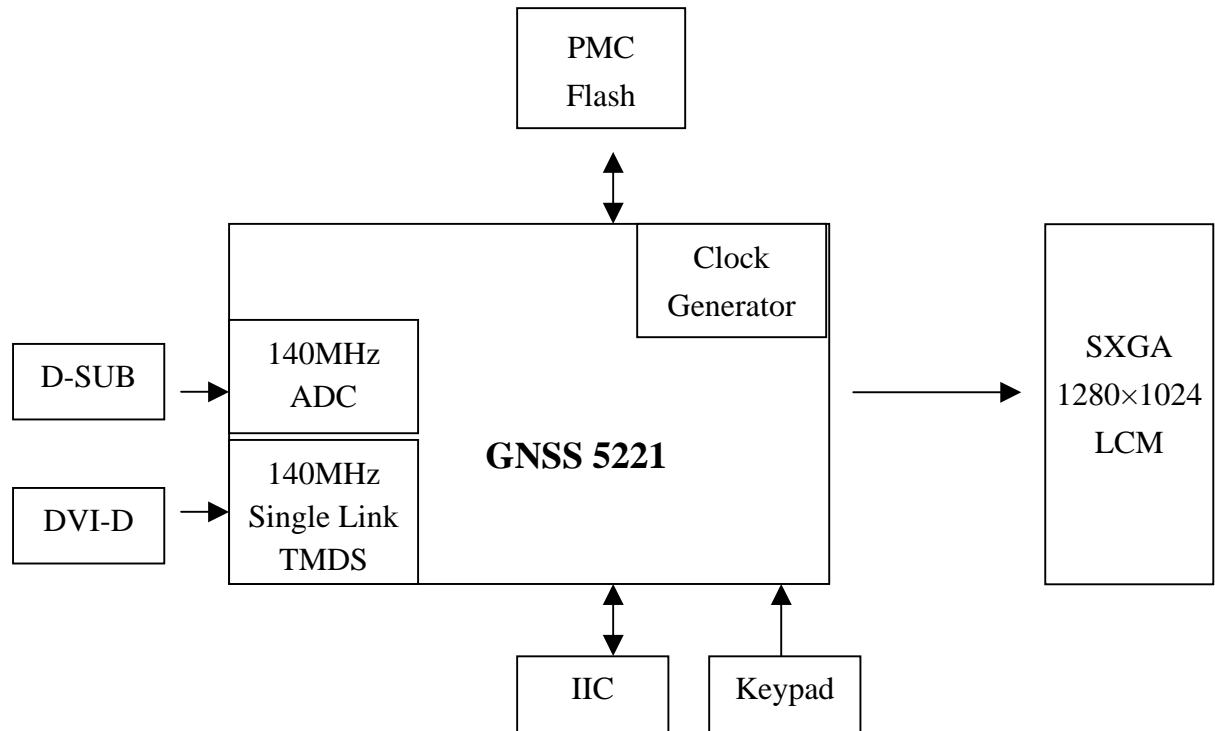 PMC
Flash
Clock
Generator
D-SUB
140MHz
ADC
GNSS 5221
SXGA
1280×1024
LCM
DVI-D
140MHz
Single Link
TMDS
IIC
Keypad